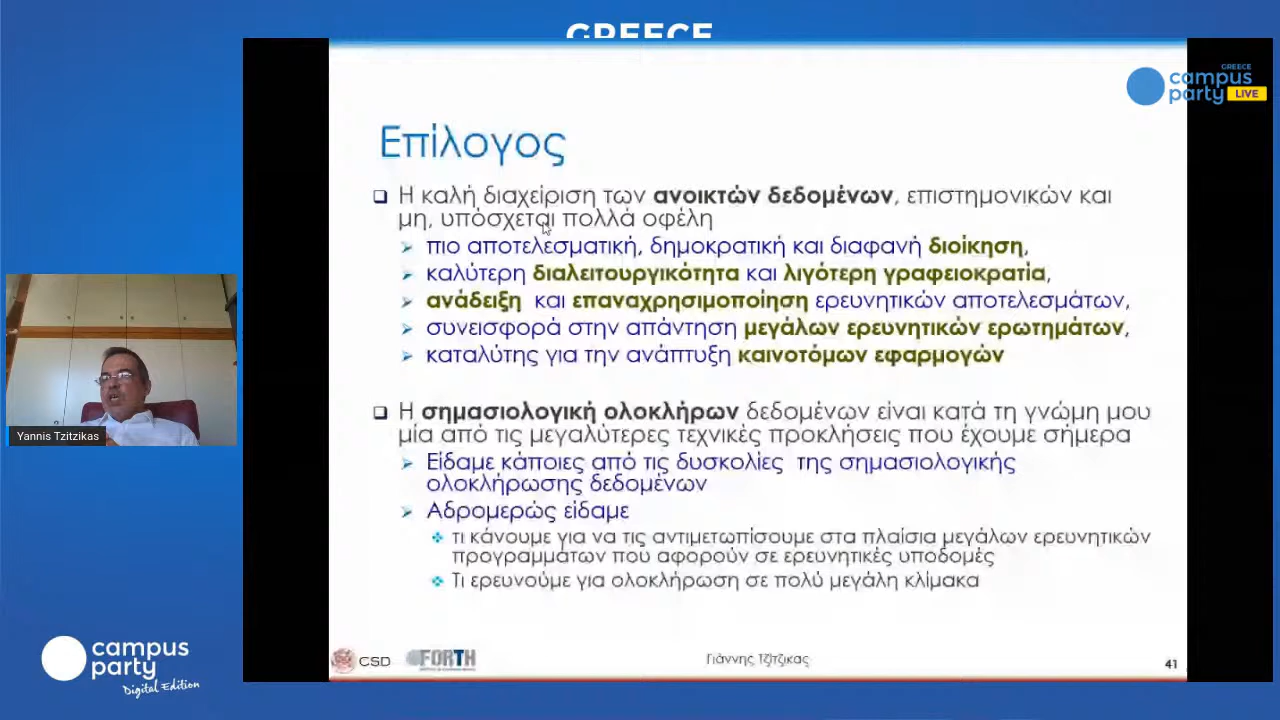 GREECE
GREECE
campus
party LIVE
Επίλογος
Η καλή διαχείριση των ανοικτών δεδομένων, επιστημονικών και
μη, υπόσχεται πολλά οφέλη
πιο αποτελεσματική, δημοκρατική και διαφανή διοίκηση,
καλύτερη διαλειτουργικότητα και λιγότερη γραφειοκρατία,
ανάδειξη και επαναχρησιμοποίηση ερευνητικών αποτελεσμάτων,
συνεισφορά στην απάντηση μεγάλων ερευνητικών ερωτημάτων,
καταλύτης για την ανάπτυξη καινοτόμων εφαρμογών
Η σημασιολογική ολοκλήρων δεδομένων είναι κατά τη γνώμη μου
μία από τις μεγαλύτερες τεχνικές προκλήσεις που έχουμε σήμερα
Είδαμε κάποιες από τις δυσκολίες της σημασιολογικής
ολοκλήρωσης δεδομένων
Αδρομερώς είδαμε
τι κάνουμε για να τις αντιμετωπίσουμε στα πλαίσια μεγάλων ερευνητικών
προγραμμάτων που αφορούν σε ερευνητικές υποδομές
Τι ερευνούμε για ολοκλήρωση σε πολύ μεγάλη κλίμακα
Yannis Tzitzikas
CSD
FORTH
Γιάννης Τζίτζικας
41
campus
party
Digital Edition